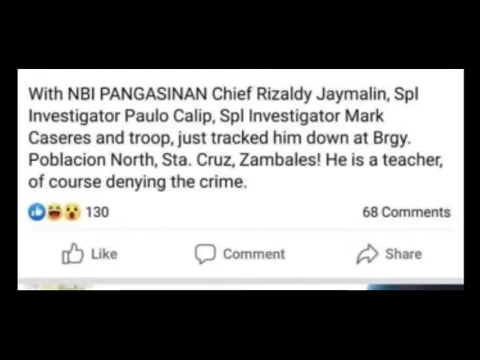 With NBI PANGASINAN Chief Rizaldy Jaymalin, Spl
Investigator Paulo Calip, Spl Investigator Mark
Caseres and troop, just tracked him down at Brgy.
Poblacion North, Sta. Cruz, Zambales! He is a teacher,
of course denying the crime.
130 68 Comments
Like Comment Share